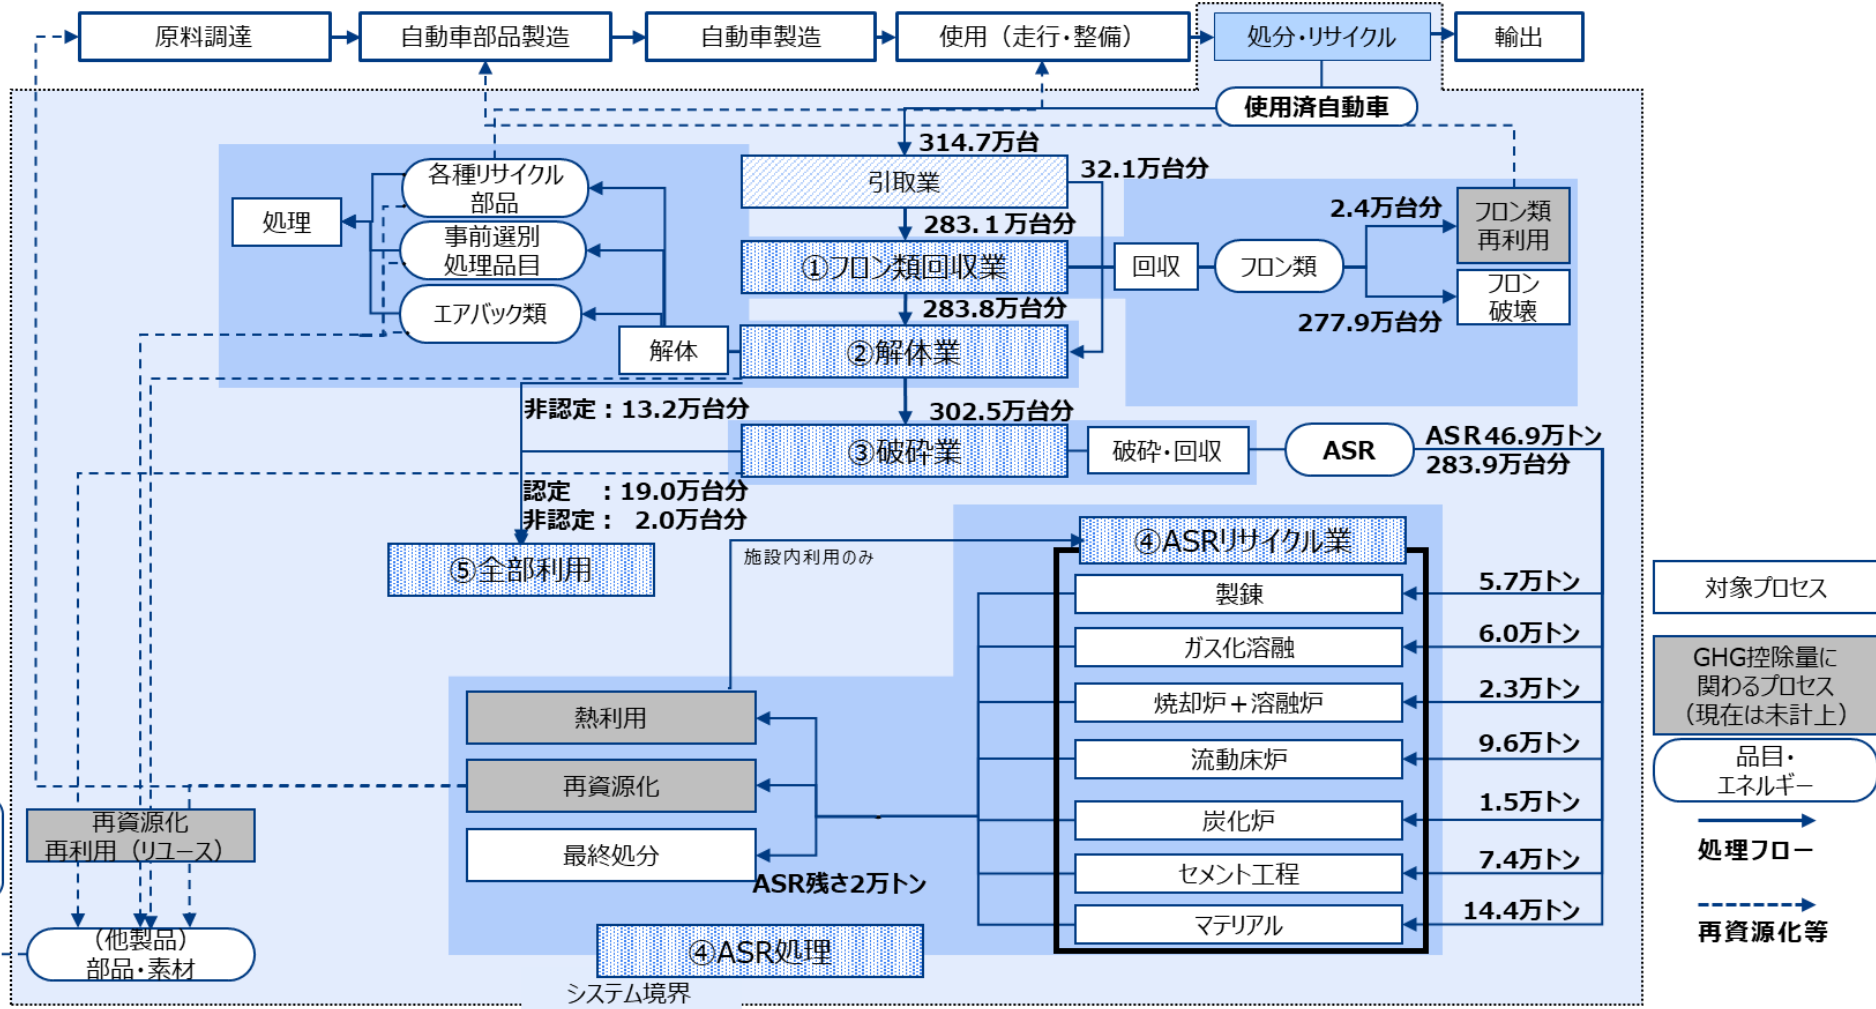 原料調達
自動車部品製造
自動車製造
使用（走行・整備）
処分・リサイクル
輸出
使用済自動車
314.7万台
引取業
32.1万台分
283.1万台分
①フロン類回収業
回収
フロン類
2.4万台分
フロン類
再利用
277.9万台分
フロン
破壊
各種リサイクル
部品
処理
事前選別
処理品目
エアバック類
解体
283.8万台分
②解体業
非認定：13.2万台分
302.5万台分
③破砕業
破砕・回収
ASR
ASR46.9万トン
283.9万台分
認定　：19.0万台分
非認定： 2.0万台分
⑤全部利用
施設内利用のみ
④ASRリサイクル業
製錬
5.7万トン
ガス化溶融
6.0万トン
焼却炉＋溶融炉
2.3万トン
流動床炉
9.6万トン
炭化炉
1.5万トン
セメント工程
7.4万トン
マテリアル
14.4万トン
熱利用
再資源化
最終処分
ASR残さ2万トン
④ASR処理
システム境界
再資源化
再利用（リユース）
（他製品）
部品・素材
対象プロセス
GHG控除量に
関わるプロセス
（現在は未計上）
品目・
エネルギー
処理フロー
再資源化等